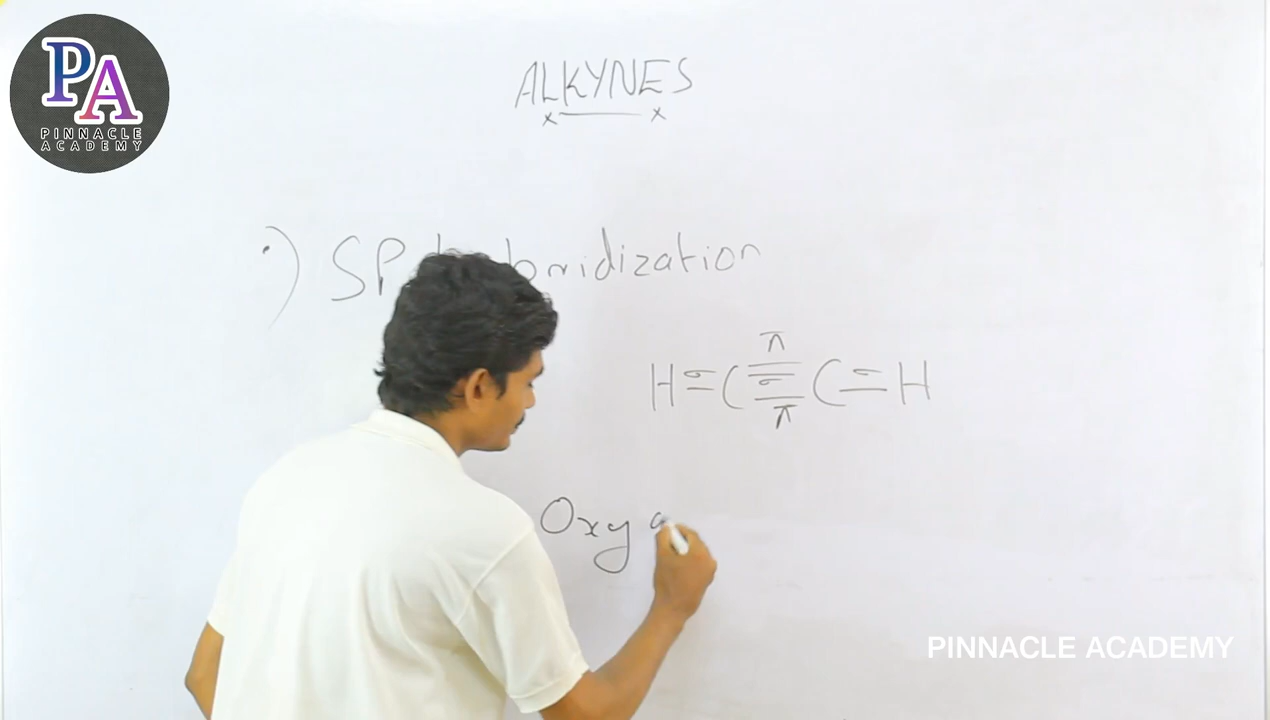 PA
PINNACLE
ACADEMY
ALKYNES
x x
•) SP bridization
π
H σ C σ C σ H
π
Oxy
PINNACLE ACADEMY